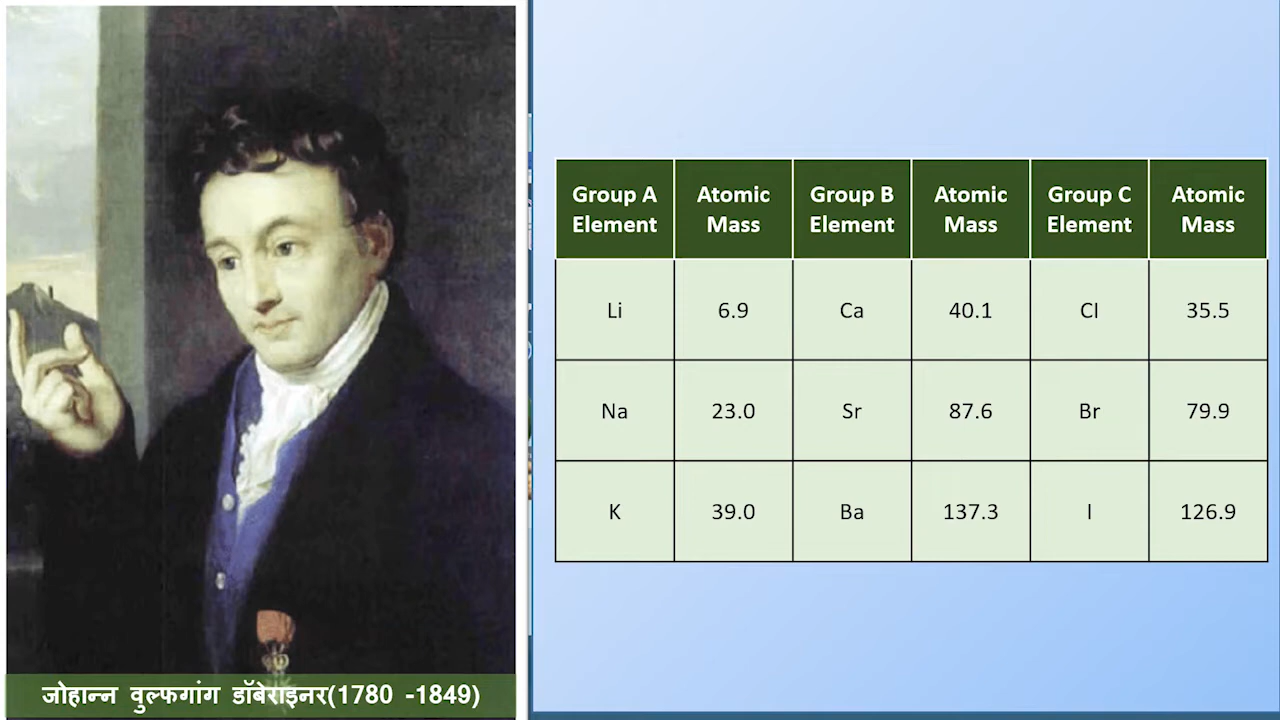 जोहान्न वुल्फगांग डॉबेराइनर(1780 -1849)
Group A Element Atomic Mass Group B Element Atomic Mass Group C Element Atomic Mass
Li 6.9 Ca 40.1 Cl 35.5
Na 23.0 Sr 87.6 Br 79.9
K 39.0 Ba 137.3 I 126.9